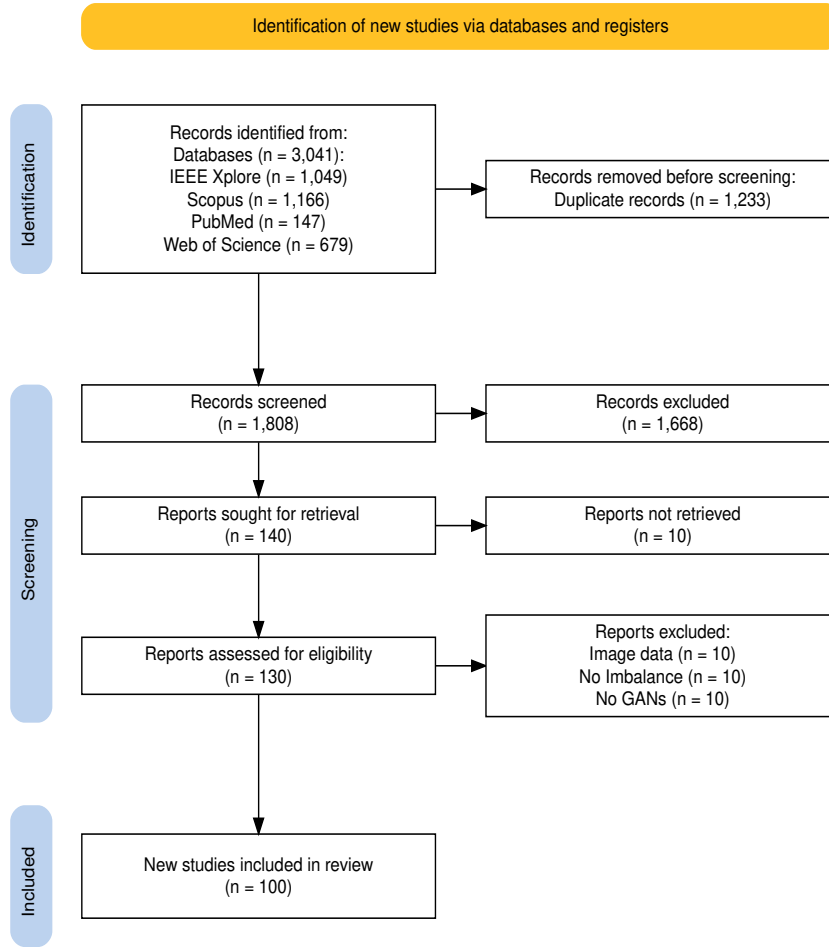 Identification of new studies via databases and registers
Identification
Records identified from:
Databases (n = 3,041):
IEEE Xplore (n = 1,049)
Scopus (n = 1,166)
PubMed (n = 147)
Web of Science (n = 679)
Records removed before screening:
Duplicate records (n = 1,233)
Screening
Records screened
(n = 1,808)
Records excluded
(n = 1,668)
Reports sought for retrieval
(n = 140)
Reports not retrieved
(n = 10)
Reports assessed for eligibility
(n = 130)
Reports excluded:
Image data (n = 10)
No Imbalance (n = 10)
No GANs (n = 10)
Included
New studies included in review
(n = 100)